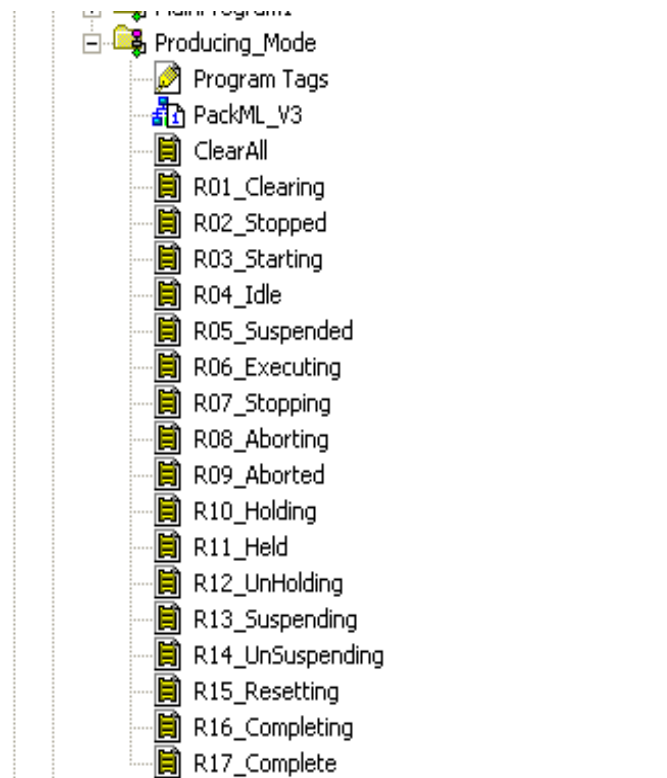 MainProgram1
Producing_Mode
Program Tags
PackML_V3
ClearAll
R01_Clearing
R02_Stopped
R03_Starting
R04_Idle
R05_Suspended
R06_Executing
R07_Stopping
R08_Aborting
R09_Aborted
R10_Holding
R11_Held
R12_UnHolding
R13_Suspending
R14_UnSuspending
R15_Resetting
R16_Completing
R17_Complete